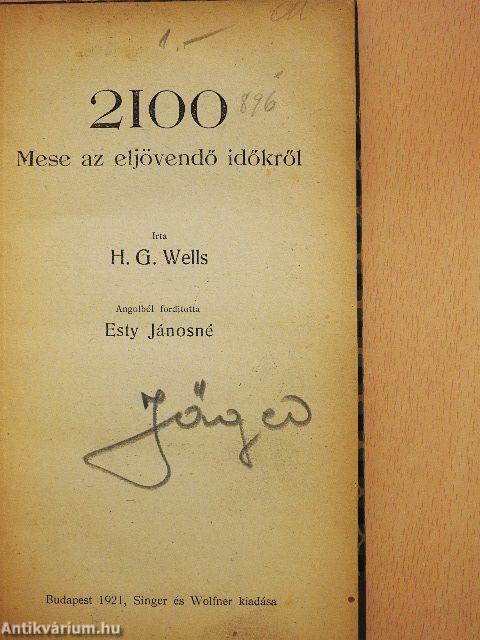 1.-
2100
896
Mese az eljövendő időkről
Irta
H. G. Wells
Angolból fordította
Esty Jánosné
Jäger
Budapest 1921, Singer és Wolfner kiadása
Antikvárium.hu